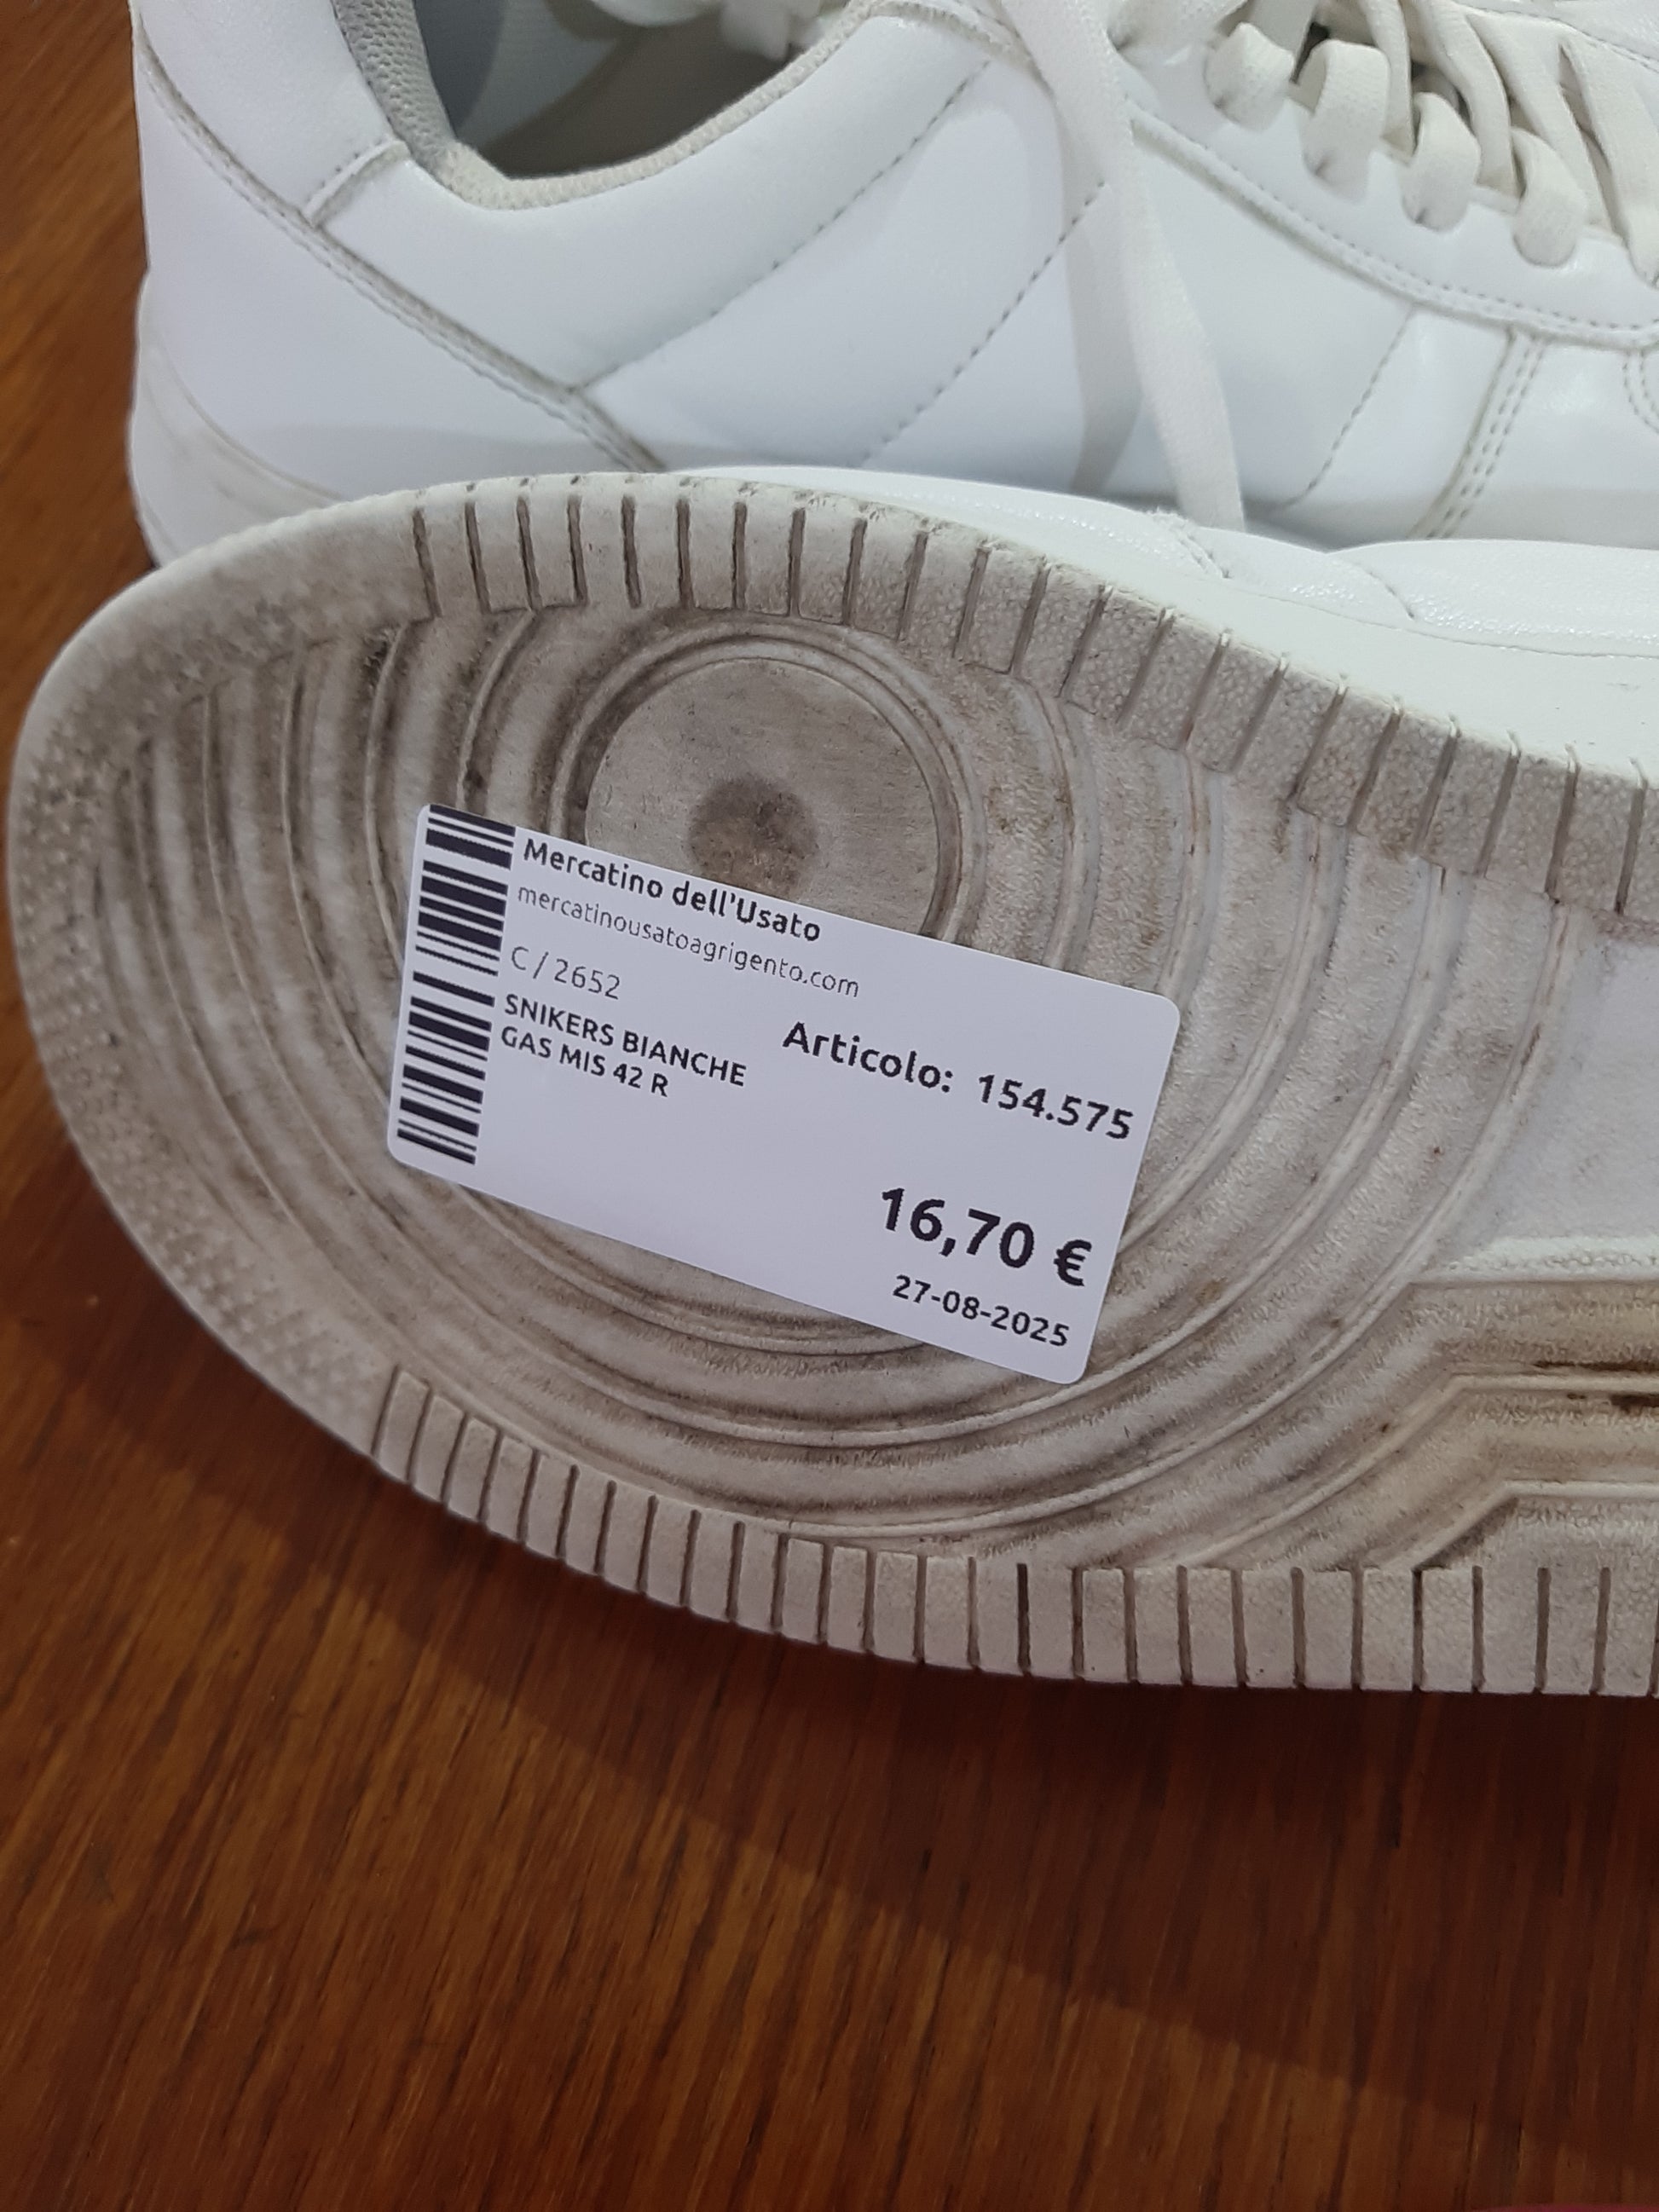 Mercatino dell'Usato
mercatinousatoagrigento.com
C / 2652
SNIKERS BIANCHE
GAS MIS 42 R
Articolo: 154.575
16,70 €
27-08-2025